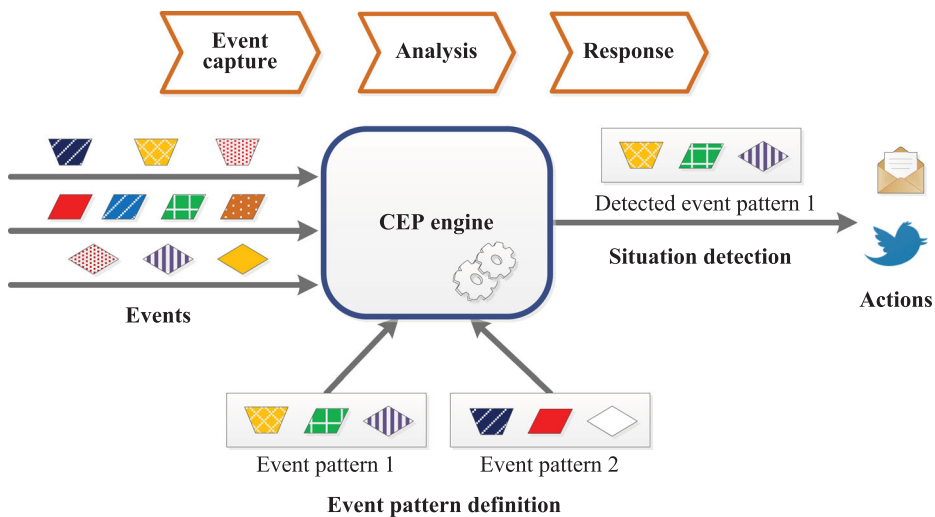 Event
capture
Analysis
Response
CEP engine
Detected event pattern 1
Situation detection
Actions
Events
Event pattern 1
Event pattern 2
Event pattern definition